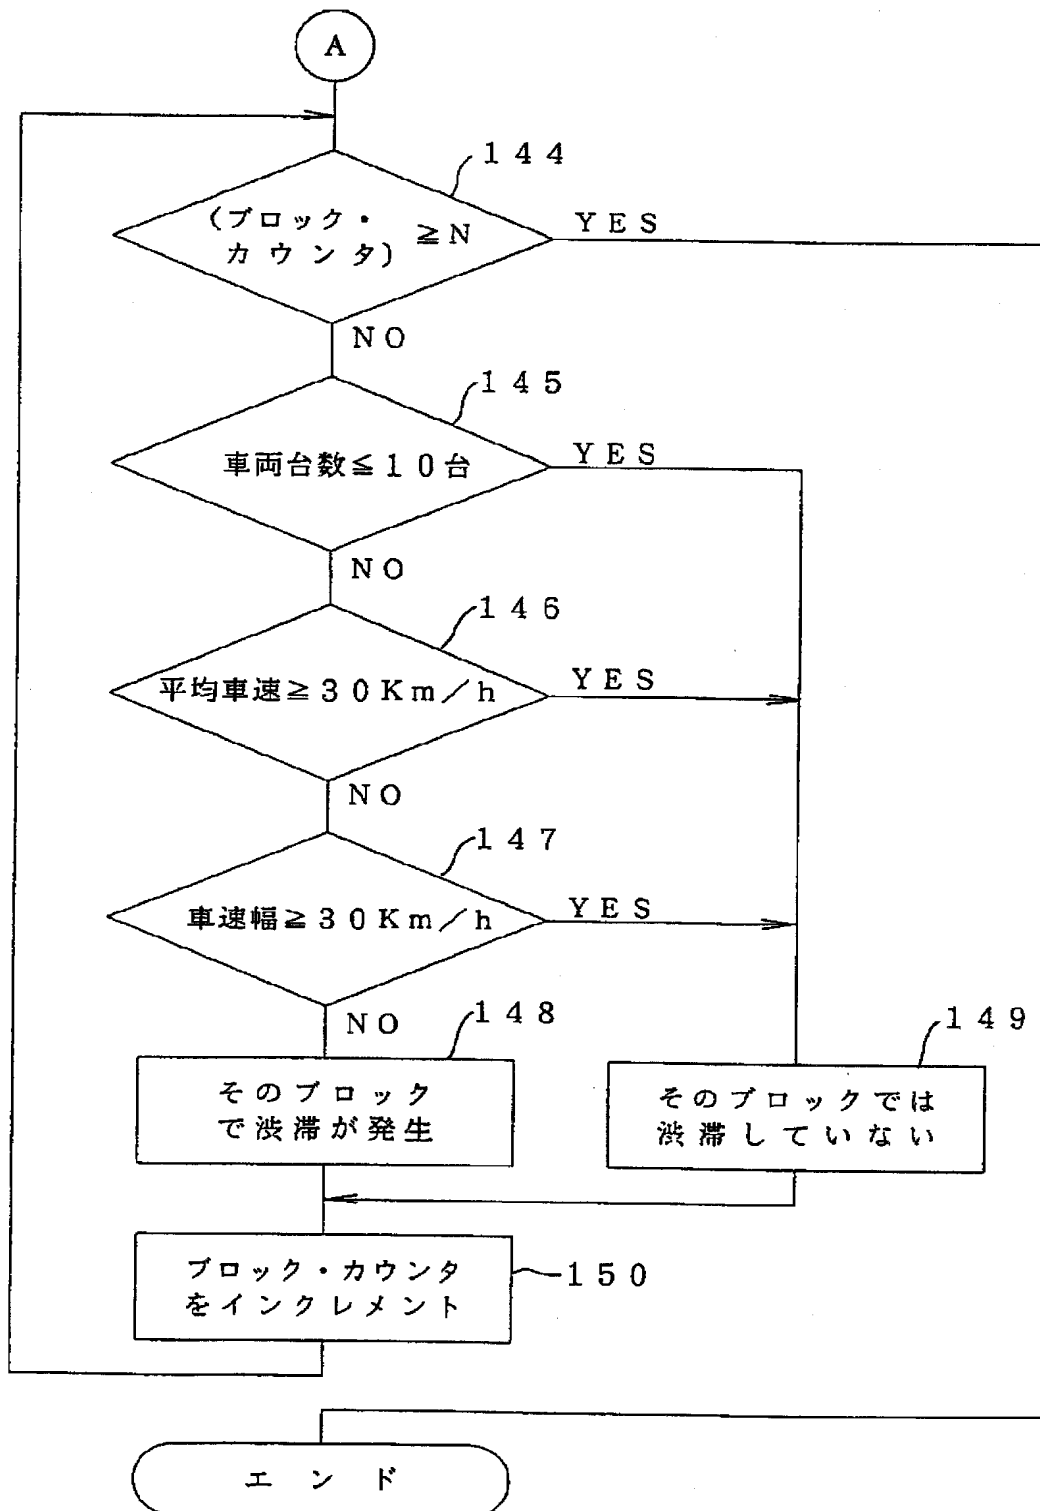 A
144
(ブロック・
カウンタ) ≧N
YES
NO
145
車両台数≦10台
YES
NO
146
平均車速≧30Km/h
YES
NO
147
車速幅≧30Km/h
YES
NO
148
そのブロック
で渋滞が発生
149
そのブロックでは
渋滞していない
ブロック・カウンタ
をインクレメント
150
エンド